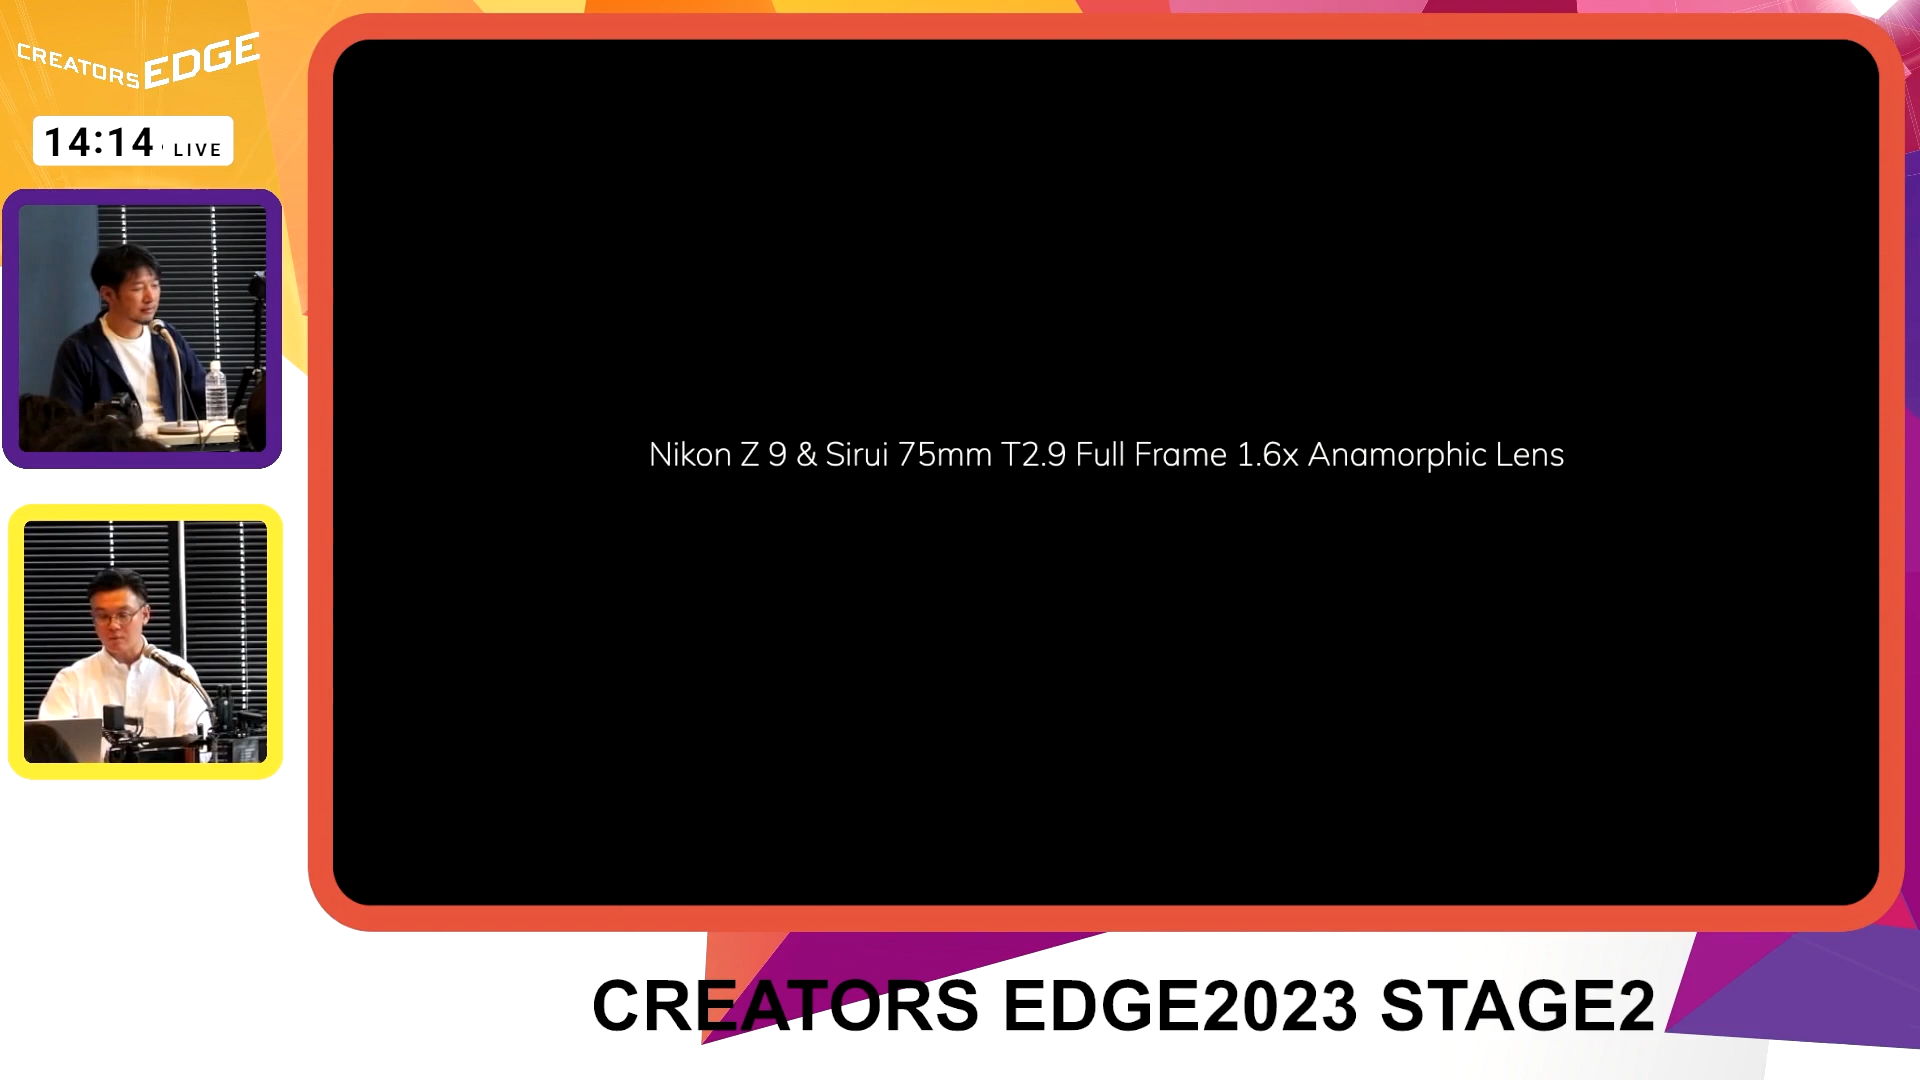 CREATORS EDGE
14:14 LIVE
Nikon Z 9 & Sirui 75mm T2.9 Full Frame 1.6x Anamorphic Lens
CREATORS EDGE2023 STAGE2